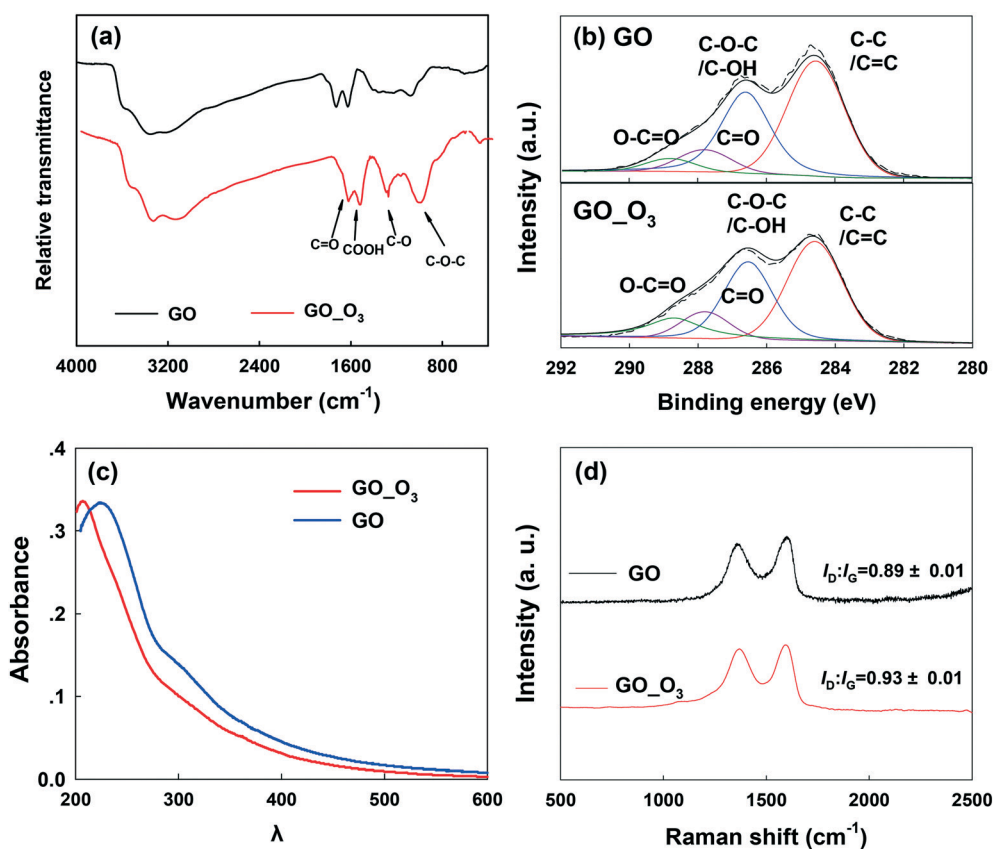 (a)
Relative transmittance
C=O
COOH
C-O
C-O-C
GO
GO_O3
4000
3200
2400
1600
800
Wavenumber (cm-1)
(b) GO
C-O-C
/C-OH
C-C
/C=C
O-C=O
C=O
GO_O3
C-O-C
/C-OH
C-C
/C=C
O-C=O
C=O
Intensity (a.u.)
292
290
288
286
284
282
280
Binding energy (eV)
(c)
GO_O3
GO
Absorbance
.4
.3
.2
.1
0.0
200
300
400
500
600
λ
(d)
GO
ID:IG=0.89 ± 0.01
GO_O3
ID:IG=0.93 ± 0.01
Intensity (a. u.)
500
1000
1500
2000
2500
Raman shift (cm-1)